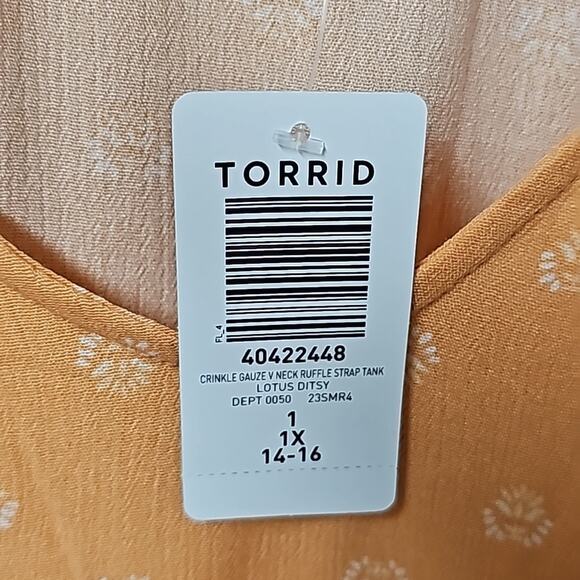 TORRID
FL4
40422448
CRINKLE GAUZE V NECK RUFFLE STRAP TANK
LOTUS DITSY
DEPT 0050 23SMR4
1
1X
14-16